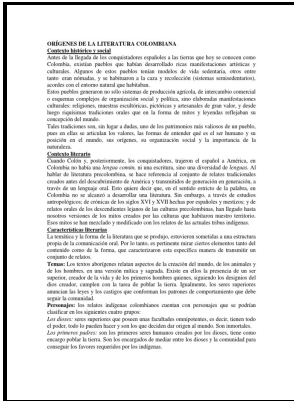 ORÍGENES DE LA LITERATURA COLOMBIANA
Contexto histórico y social
Antes de la llegada de los conquistadores españoles a las tierras que hoy se conocen como
Colombia, existían pueblos que habían desarrollado ricas manifestaciones artísticas y
culturales. Algunos de estos pueblos tenían modelos de vida sedentaria, otros entre
tanto eran nómadas, y se habituaron a la caza y recolección (sistemas semisedentarios),
acordes con el entorno natural que habitaban.
Estos pueblos generaron no sólo sistemas de producción agrícola, de intercambio comercial
o esquemas complejos de organización social y política, sino elaboradas manifestaciones
culturales: religiones, muestras escultóricas, pictóricas y artesanales de gran valor, y desde
luego riquísimas tradiciones orales que en la forma de mitos y leyendas reflejaban su
concepción del mundo.
Tales tradiciones son, sin lugar a dudas, uno de los patrimonios más valiosos de un pueblo,
pues en ellas se articulan los valores, las formas de entender qué es el ser humano y su
posición en el mundo, sus orígenes, su organización social y la importancia de la
naturaleza.
Contexto literario
Cuando Colón y, posteriormente, los conquistadores, trajeron el español a América, en
Colombia no había una lengua común, ni una escritura, sino una diversidad de lenguas. Al
hablar de literatura precolombina, se hace referencia al conjunto de relatos tradicionales
creados antes del descubrimiento de América y transmitidos de generación en generación, a
través de un lenguaje oral. Esto quiere decir que, en el sentido estricto de la palabra, en
Colombia no se alcanzó a desarrollar una literatura. Sin embargo, a través de estudios
antropológicos; de crónicas de los siglos XVI y XVII hechas por españoles y mestizos; y de
relatos orales de los descendientes lejanos de las culturas precolombinas, han llegado hasta
nosotros versiones de los mitos creados por las culturas que habitaron nuestro territorio.
Esos mitos se han mezclado y modificado con los relatos de las actuales tribus indígenas.
Características literarias
La temática y la forma de la literatura que se produjo, estuvieron sometidas a una estructura
propia de la comunicación oral. Por lo tanto, es pertinente mirar ciertos elementos tanto del
contenido como de la forma, que caracterizaron esta específica manera de transmitir un
conjunto de relatos.
Temas: Los textos aborígenes relatan aspectos de la creación del mundo, de los animales y
de los hombres, en una versión mítica y sagrada. Existe en ellos la presencia de un ser
superior, creador de la vida y de los primeros hombres quienes, siguiendo los designios del
dios creador, cumplen con la tarea de poblar la tierra. Igualmente, los seres superiores
anuncian las leyes y los castigos que conforman los patrones de comportamiento que debe
seguir la comunidad.
Personajes: los relatos indígenas colombianos cuentan con personajes que se podrían
clasificar en los siguientes cuatro grupos:
Los dioses: seres superiores que poseen unas facultades omnipotentes, es decir, tienen todo
el poder, todo lo pueden hacer y son los que deciden dar origen al mundo. Son inmortales.
Los primeros padres: son los primeros seres humanos creados por los dioses, tiene como
encargo poblar la tierra. Son los encargados de mediar entre los dioses y la comunidad para
conseguir los favores requeridos por los indígenas.